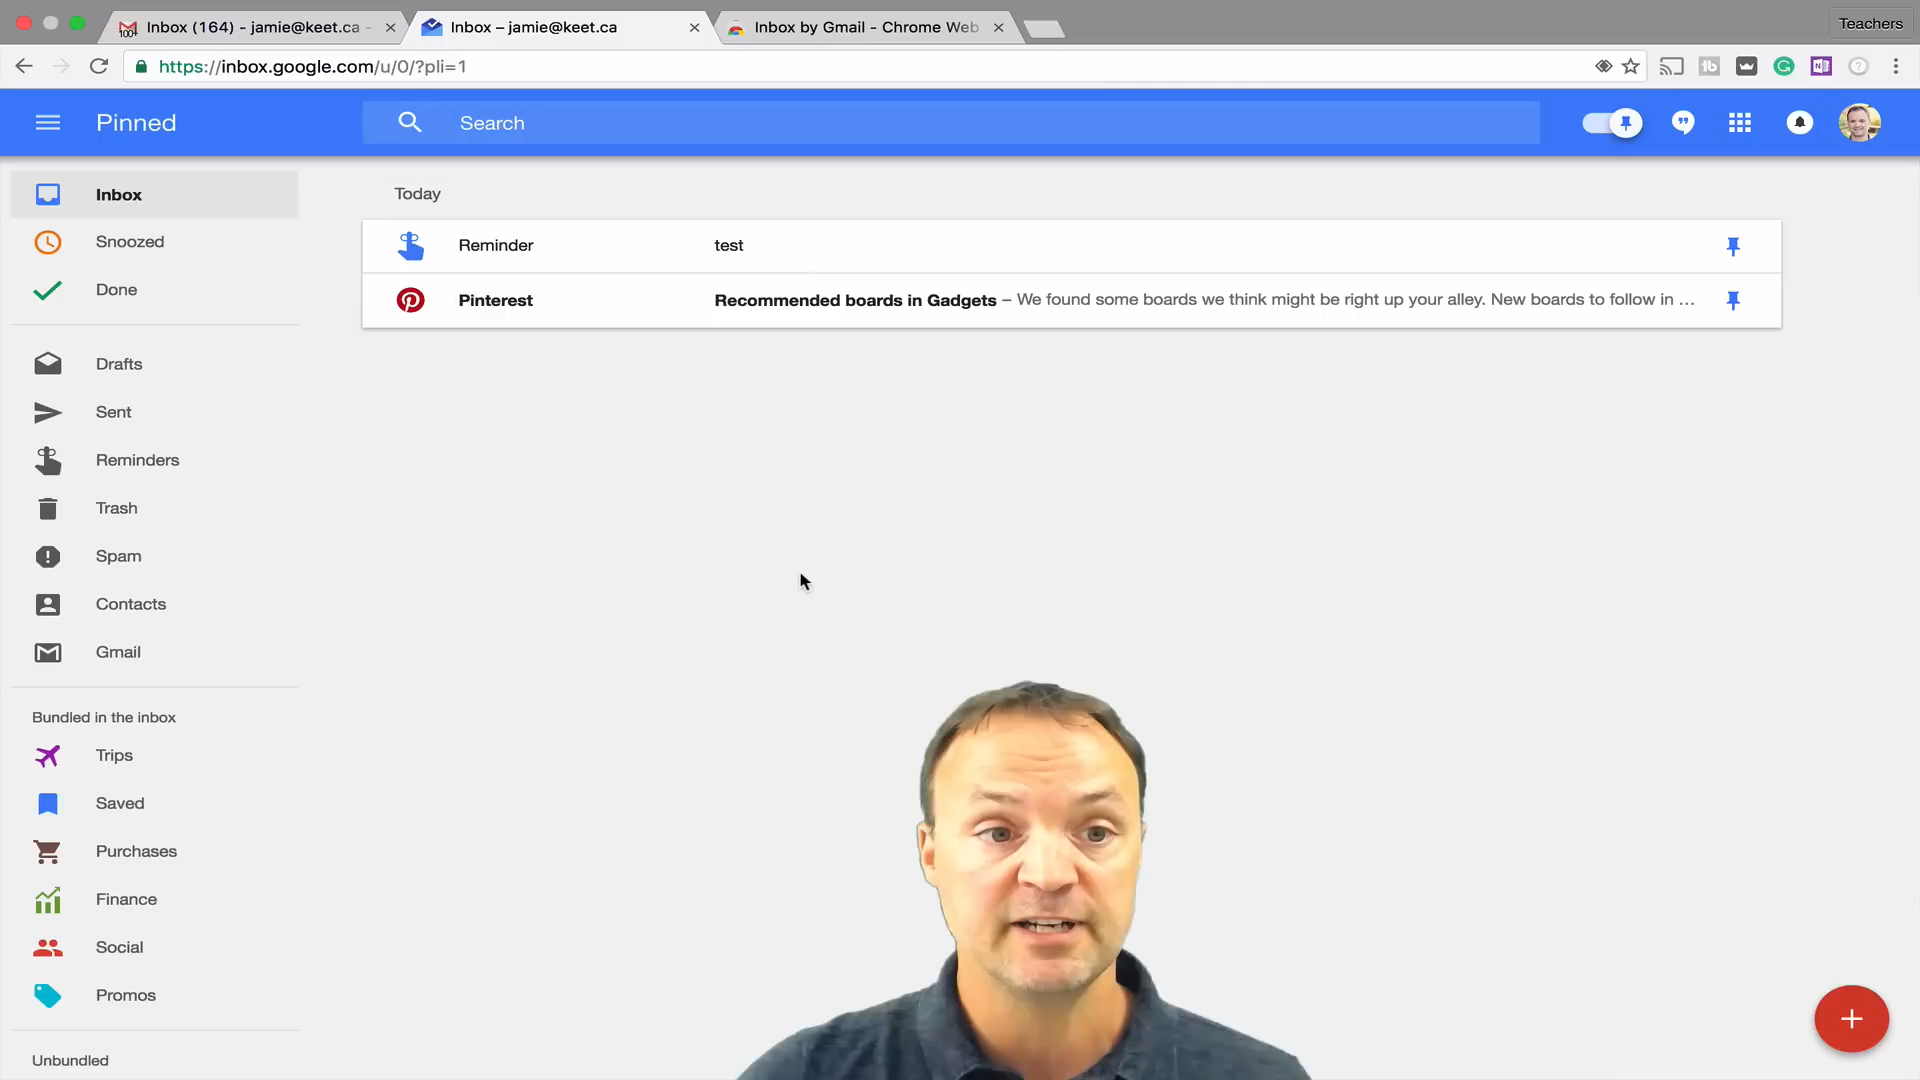 Inbox (164) - jamie@keet.ca -
Inbox – jamie@keet.ca
Inbox by Gmail - Chrome Web
Teachers
https://inbox.google.com/u/0/?pli=1
Pinned
Search
Inbox
Snoozed
Done
Drafts
Sent
Reminders
Trash
Spam
Contacts
Gmail
Bundled in the inbox
Trips
Saved
Purchases
Finance
Social
Promos
Unbundled
Today
Reminder test
Pinterest Recommended boards in Gadgets – We found some boards we think might be right up your alley. New boards to follow in …